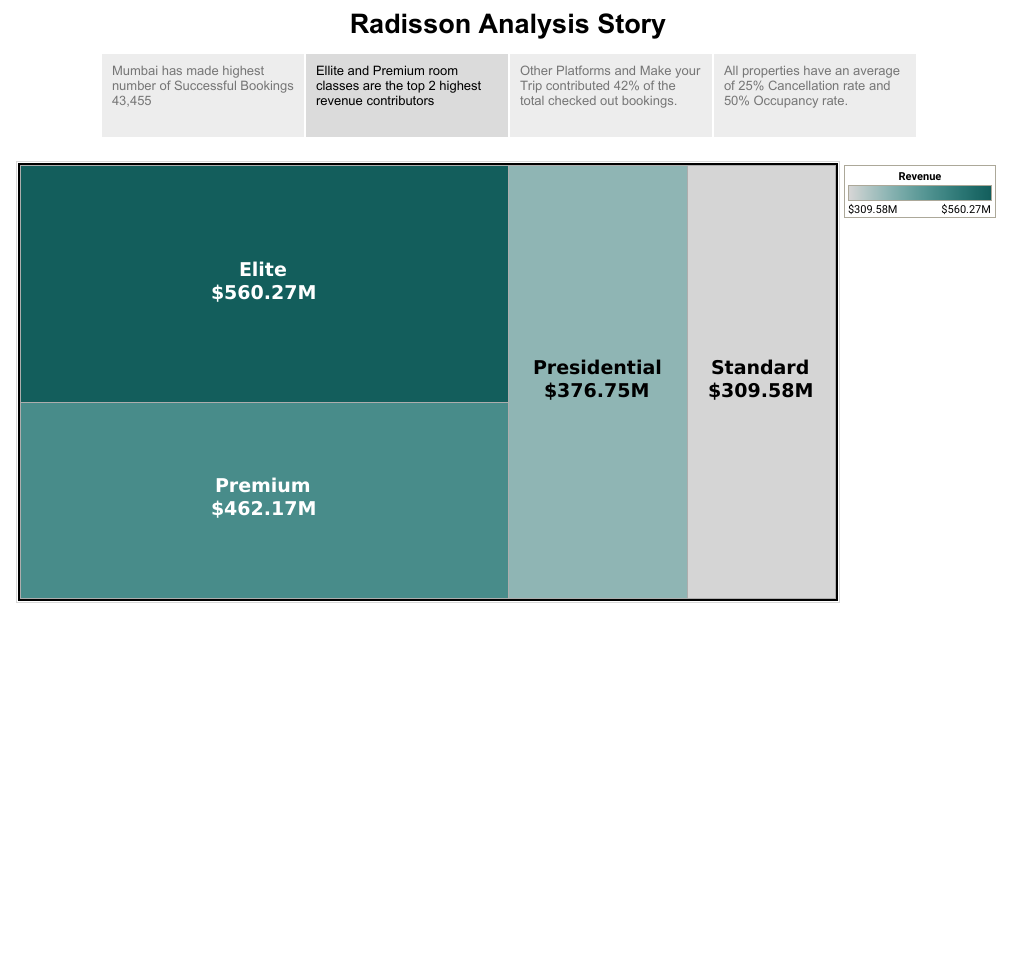 Radisson Analysis Story
Mumbai has made highest
number of Successful Bookings
43,455
Ellite and Premium room
classes are the top 2 highest
revenue contributors
Other Platforms and Make your
Trip contributed 42% of the
total checked out bookings.
All properties have an average
of 25% Cancellation rate and
50% Occupancy rate.
Elite
$560.27M
Premium
$462.17M
Presidential
$376.75M
Standard
$309.58M
Revenue
$309.58M $560.27M